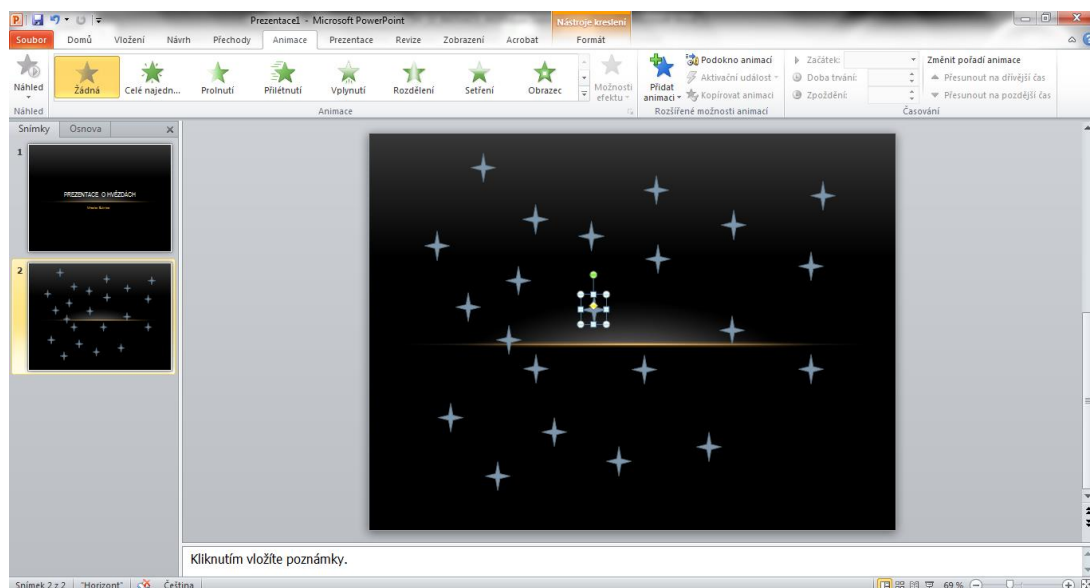 Prezentace1 - Microsoft PowerPoint
Nástroje kreslení
Soubor Domů Vložení Návrh Přechody Animace Prezentace Revize Zobrazení Acrobat Formát
Náhled
Žádná Celé najedn... Prolnutí Přilétnutí Vplynutí Rozdělení Setření Obrazec
Možnosti efektu
Přidat animaci
Podokno animací
Aktivační událost
Kopírovat animaci
Začátek:
Doba trvání:
Zpoždění:
Změnit pořadí animace
Přesunout na dřívější čas
Přesunout na pozdější čas
Náhled Animace Rozšířené možnosti animací Časování
Snímky Osnova
1
PREZENTACE O HVĚZDÁCH
2
Kliknutím vložíte poznámky.
Snímek 2 z 2 "Horizont" Čeština 69 %